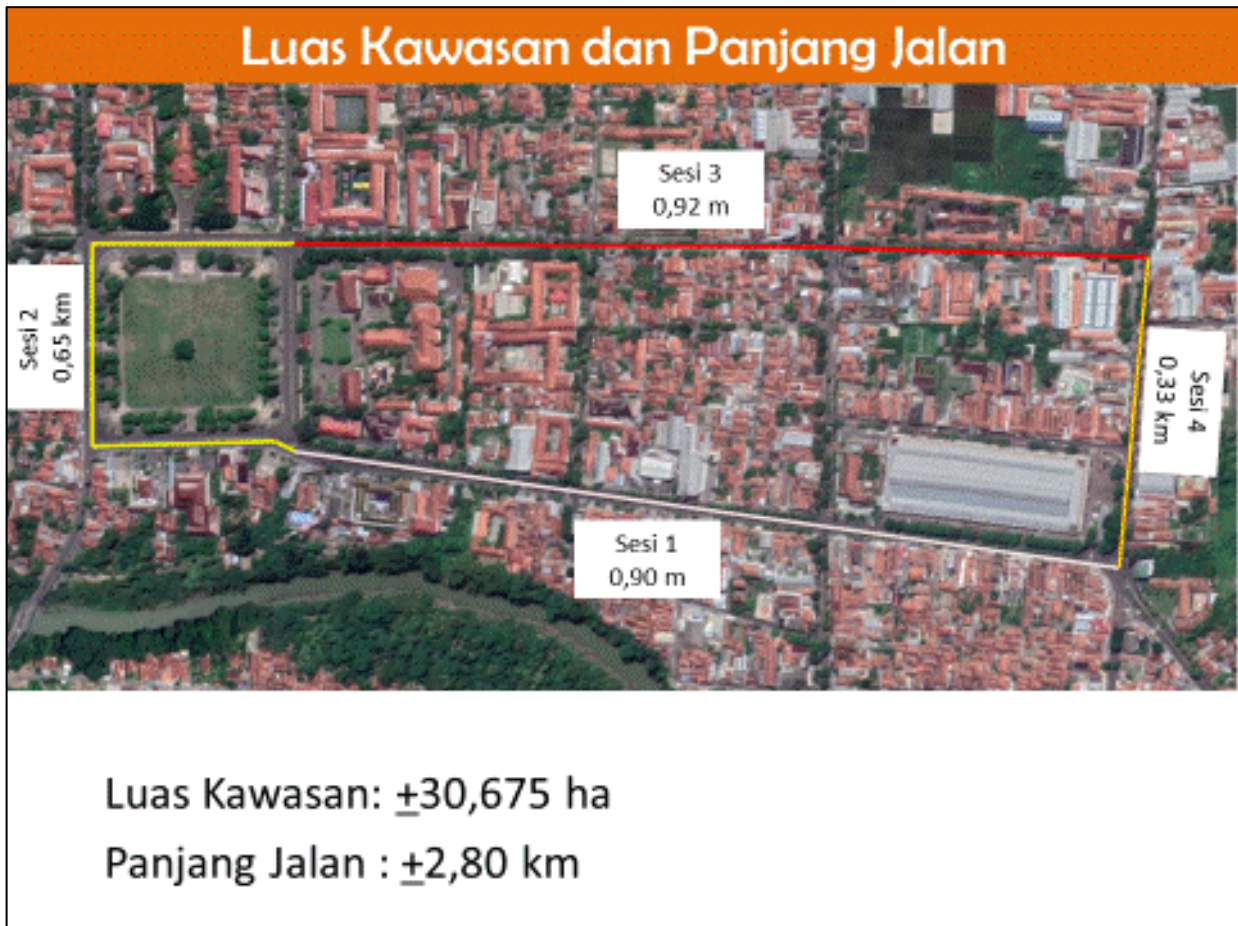 Luas Kawasan dan Panjang Jalan
Sesi 3
0,92 m
Sesi 2
0,65 km
Sesi 4
0,33 km
Sesi 1
0,90 m
Luas Kawasan: ±30,675 ha
Panjang Jalan : ±2,80 km